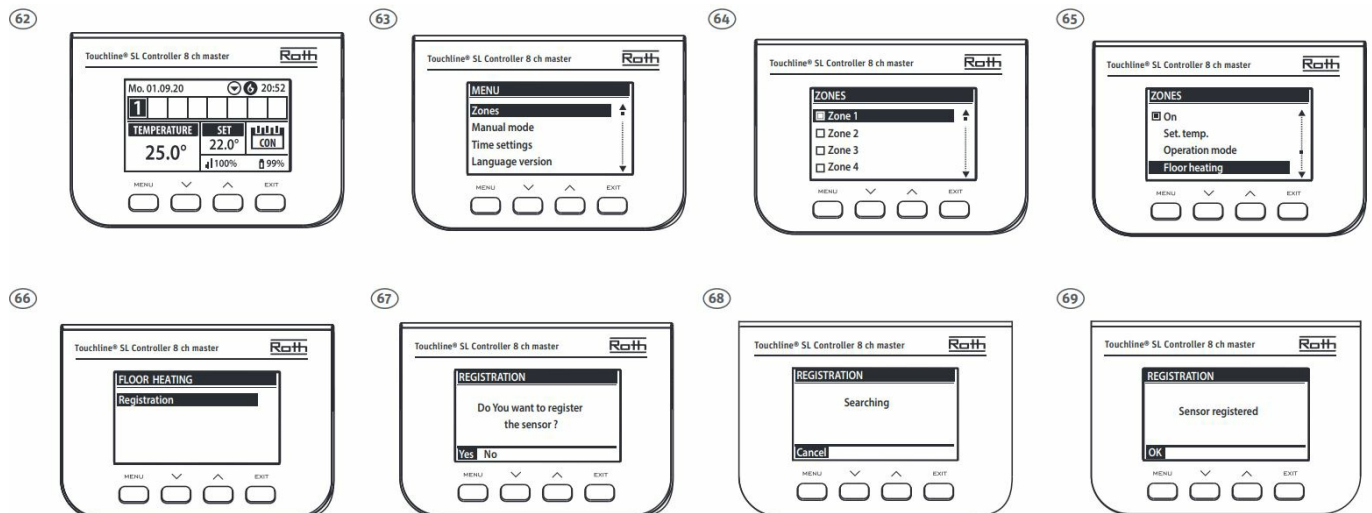 62
Touchline® SL Controller 8 ch master
Roth
Mo. 01.09.20 20:52
1
TEMPERATURE SET
25.0° 22.0° CON
100% 99%
MENU EXIT
63
Touchline® SL Controller 8 ch master
Roth
MENU
Zones
Manual mode
Time settings
Language version
MENU EXIT
64
Touchline® SL Controller 8 ch master
Roth
ZONES
Zone 1
Zone 2
Zone 3
Zone 4
MENU EXIT
65
Touchline® SL Controller 8 ch master
Roth
ZONES
On
Set. temp.
Operation mode
Floor heating
MENU EXIT
66
Touchline® SL Controller 8 ch master
Roth
FLOOR HEATING
Registration
MENU EXIT
67
Touchline® SL Controller 8 ch master
Roth
REGISTRATION
Do You want to register
the sensor ?
Yes No
MENU EXIT
68
Touchline® SL Controller 8 ch master
Roth
REGISTRATION
Searching
Cancel
MENU EXIT
69
Touchline® SL Controller 8 ch master
Roth
REGISTRATION
Sensor registered
OK
MENU EXIT